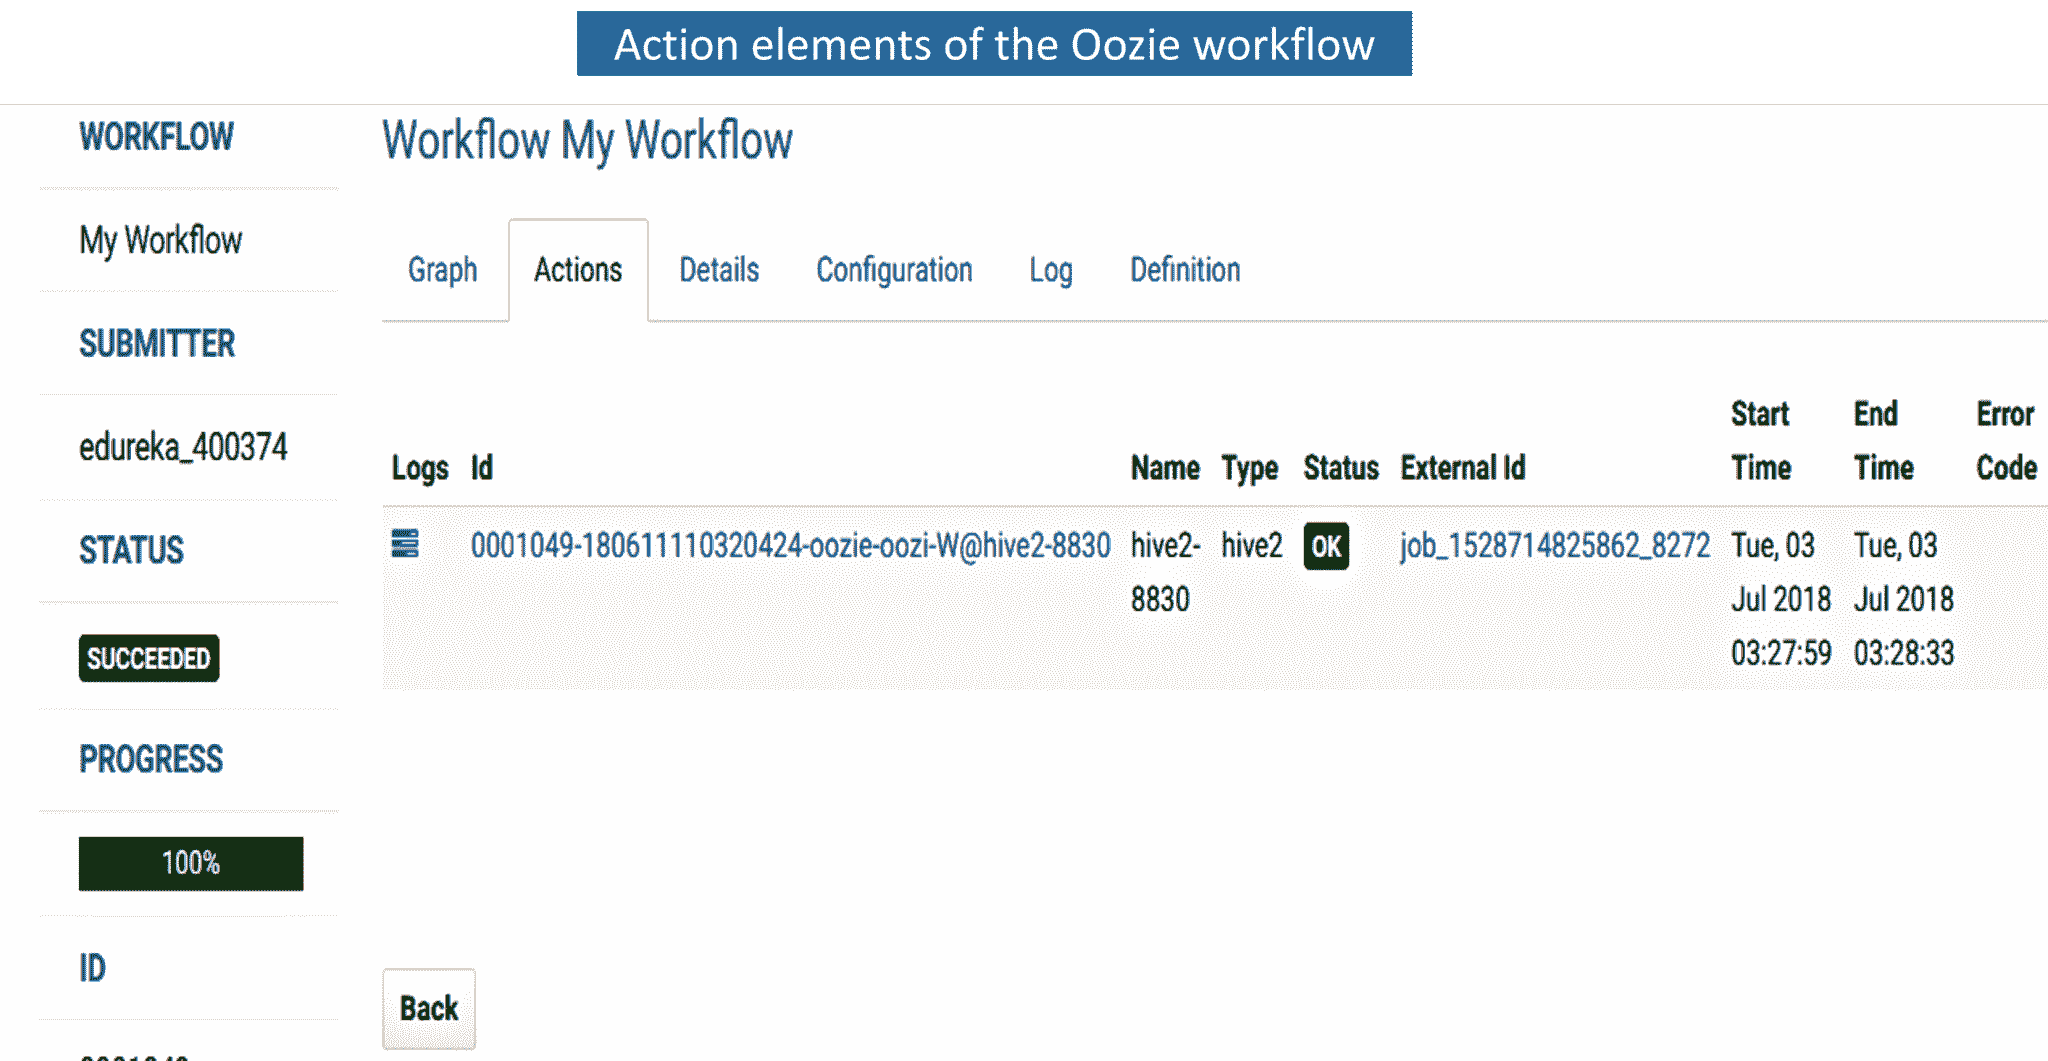 Action elements of the Oozie workflow
WORKFLOW
My Workflow
SUBMITTER
edureka_400374
STATUS
SUCCEEDED
PROGRESS
100%
ID
Workflow My Workflow
Graph Actions Details Configuration Log Definition
Start End Error
Logs Id Name Type Status External Id Time Time Code
0001049-180611110320424-oozie-oozi-W@hive2-8830 hive2- hive2 OK job_1528714825862_8272 Tue, 03 Tue, 03
8830 Jul 2018 Jul 2018
03:27:59 03:28:33
Back